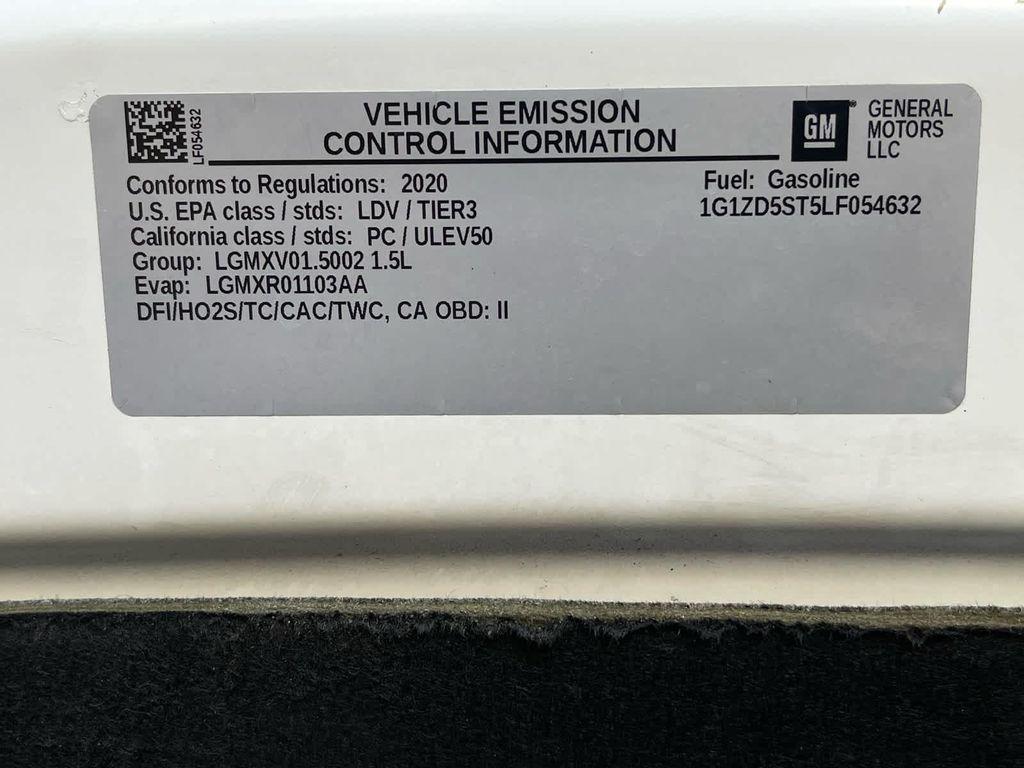 LF054632
VEHICLE EMISSION
CONTROL INFORMATION
GM®
GENERAL
MOTORS
LLC
Conforms to Regulations: 2020
U.S. EPA class / stds: LDV / TIER3
California class / stds: PC / ULEV50
Group: LGMXV01.5002 1.5L
Evap: LGMXR01103AA
DFI/HO2S/TC/CAC/TWC, CA OBD: II
Fuel: Gasoline
1G1ZD5ST5LF054632